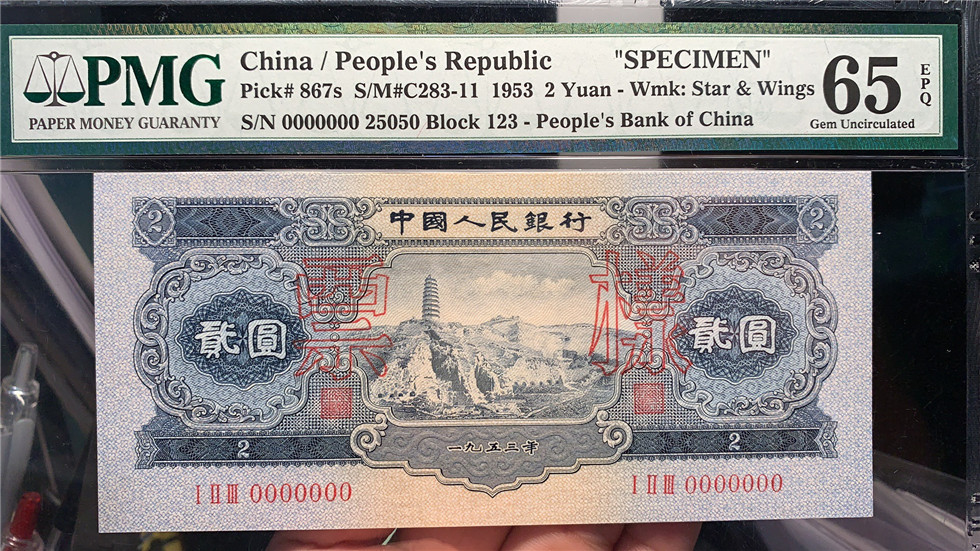 PMG
PAPER MONEY GUARANTY
China / People's Republic "SPECIMEN"
Pick# 867s S/M#C283-11 1953 2 Yuan - Wmk: Star & Wings
S/N 0000000 25050 Block 123 - People's Bank of China
65 EPQ
Gem Uncirculated
2 中國人民銀行 2
票 樣
貳圓 貳圓
2 一九五三年 2
I II III 0000000 I II III 0000000